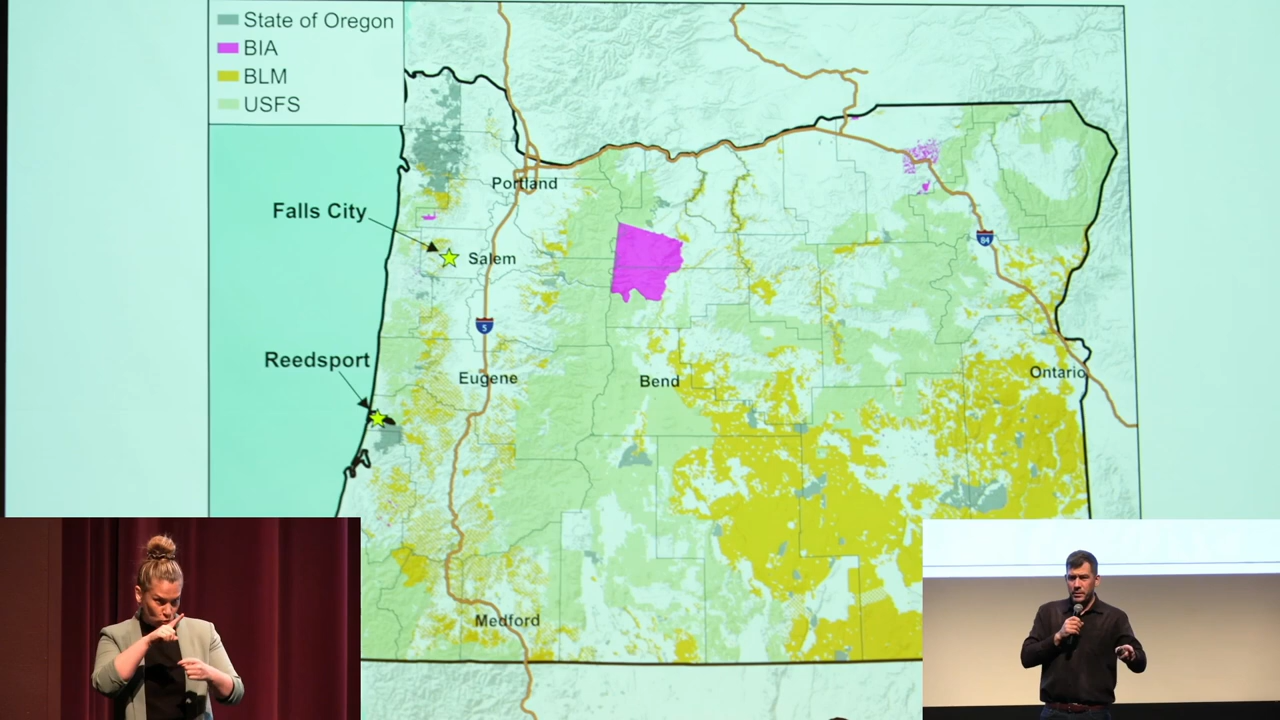 State of Oregon
BIA
BLM
USFS
Portland
Falls City
Salem
84
5
Reedsport
Eugene
Bend
Ontario
Medford